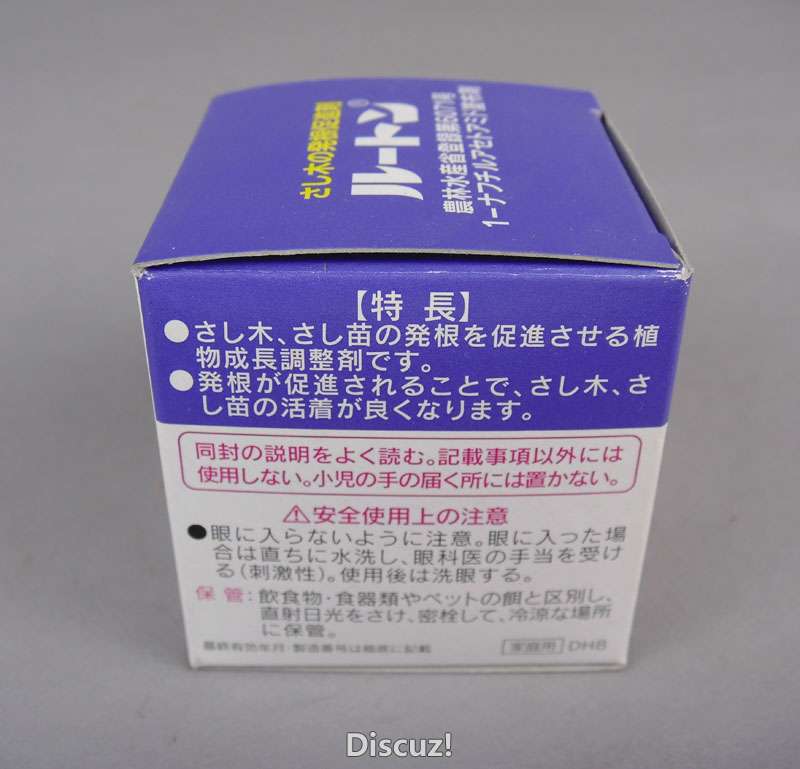 さし木の発根促進剤
ルートン®
農林水産省登録第5077号
1-ナフチルアセトアミド
【特 長】
●さし木、さし苗の発根を促進させる植
物成長調整剤です。
●発根が促進されることで、さし木、さ
し苗の活着が良くなります。
同封の説明をよく読む。記載事項以外には
使用しない。小児の手の届く所には置かない。
⚠安全使用上の注意
●眼に入らないように注意。眼に入った場
合は直ちに水洗し、眼科医の手当を受け
る(刺激性)。使用後は洗眼する。
保 管:飲食物・食器類やペットの餌と区別し、
直射日光をさけ、密栓して、冷涼な場所
に保管。
最終有効年月・製造番号は箱底に記載
家庭用 DHB
Discuz!